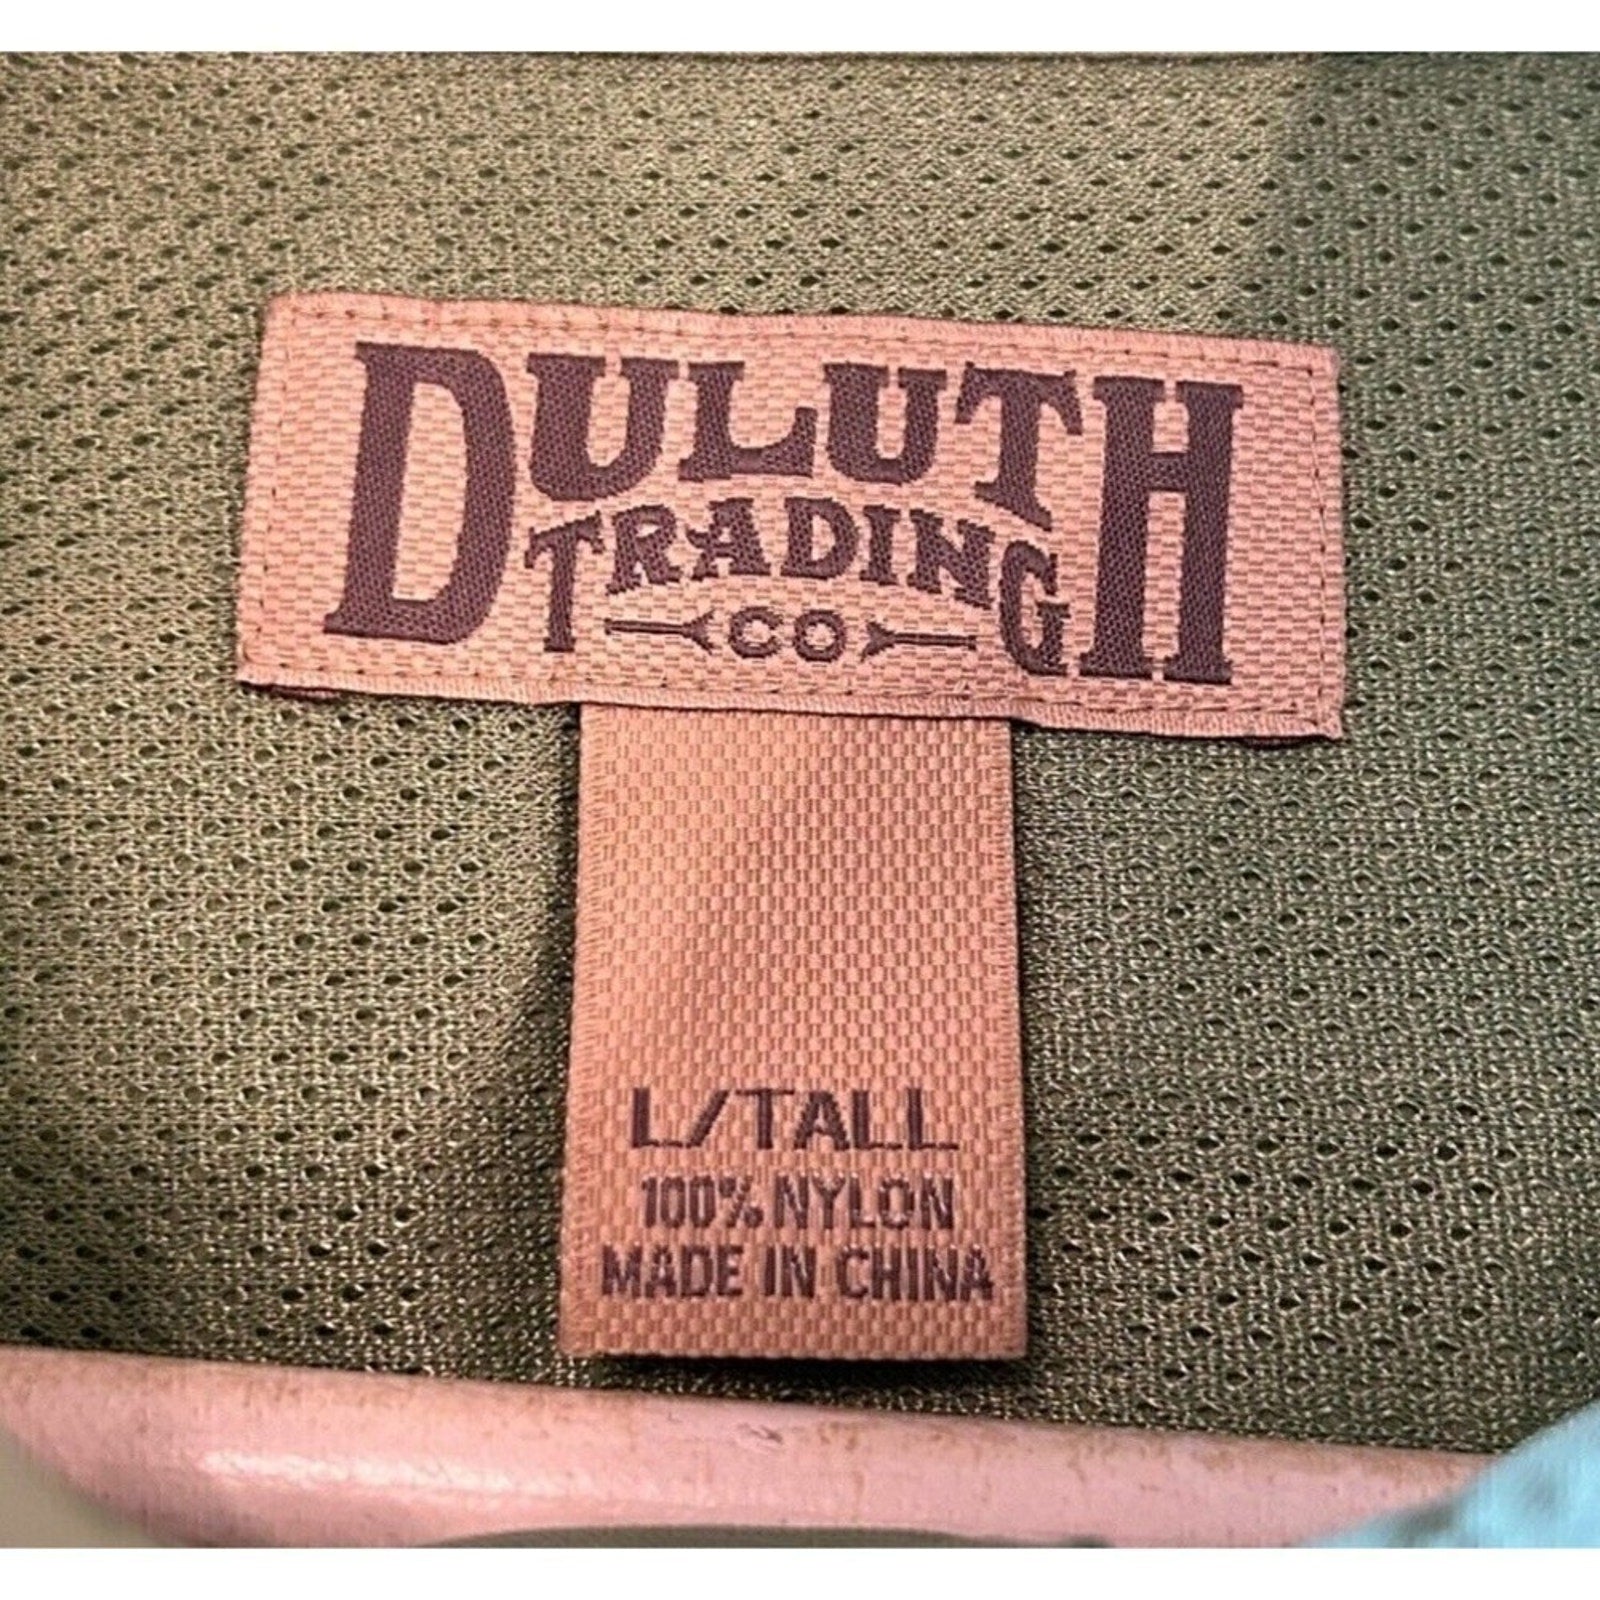 DULUTH
TRADING
CO
L/TALL
100% NYLON
MADE IN CHINA